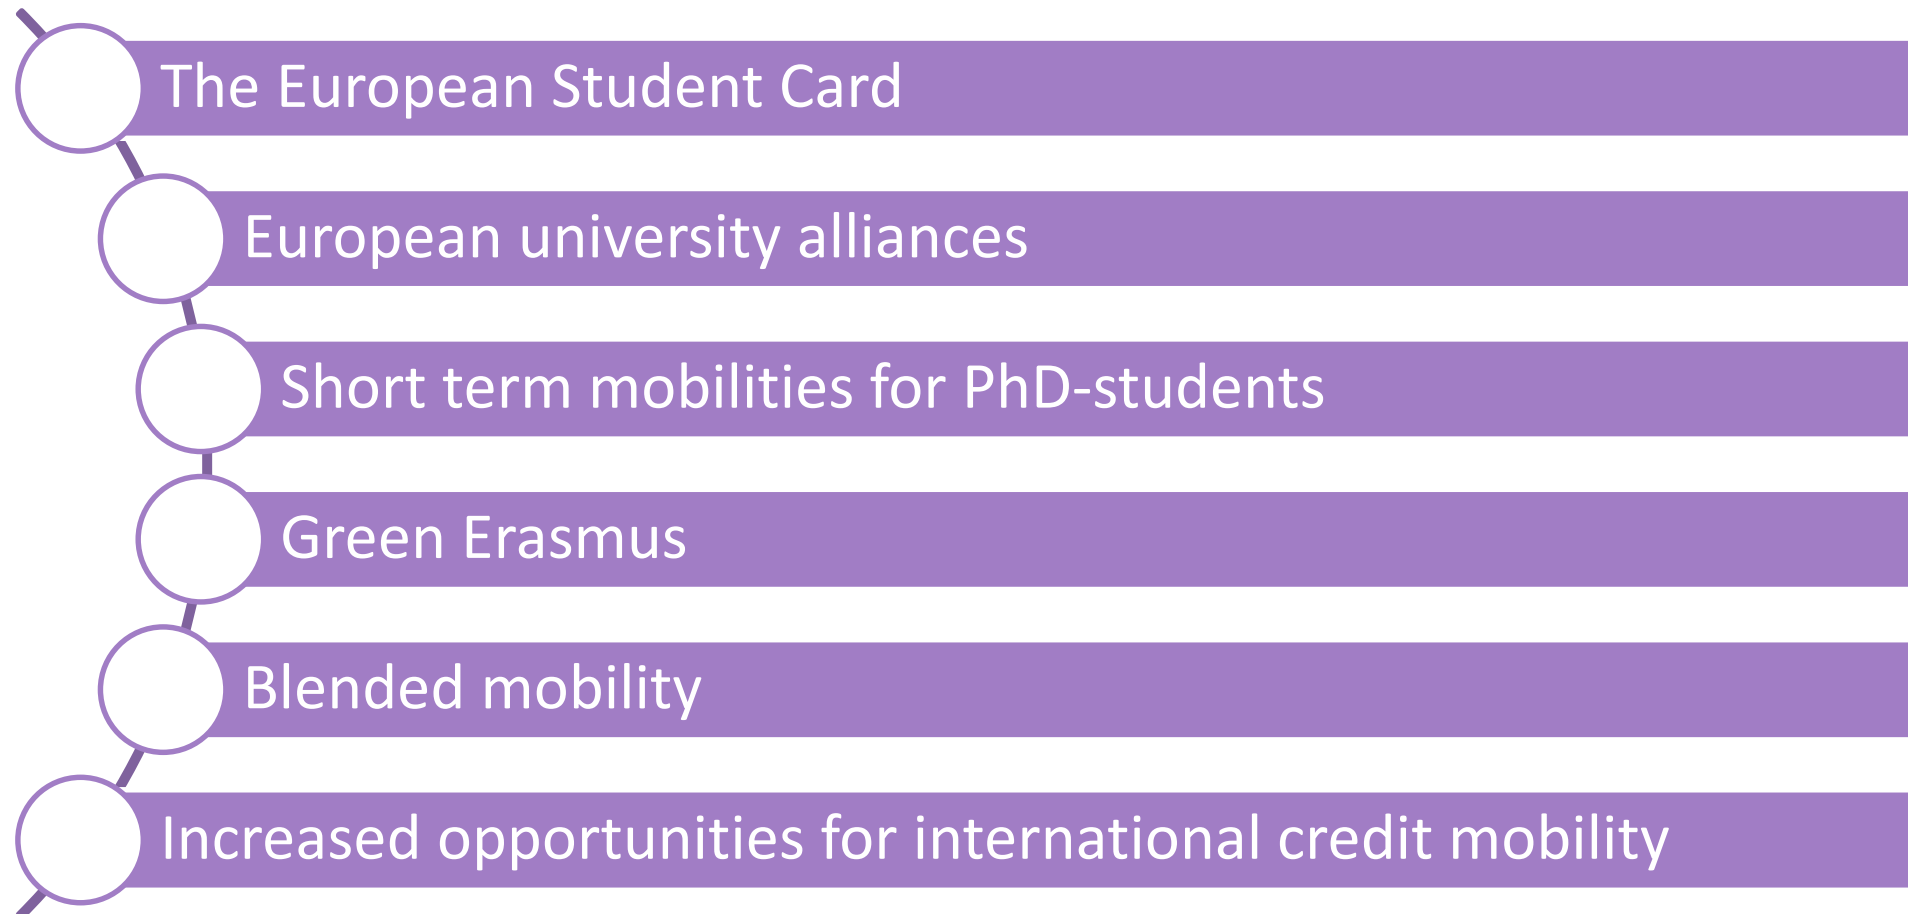 The European Student Card
European university alliances
Short term mobilities for PhD-students
Green Erasmus
Blended mobility
Increased opportunities for international credit mobility